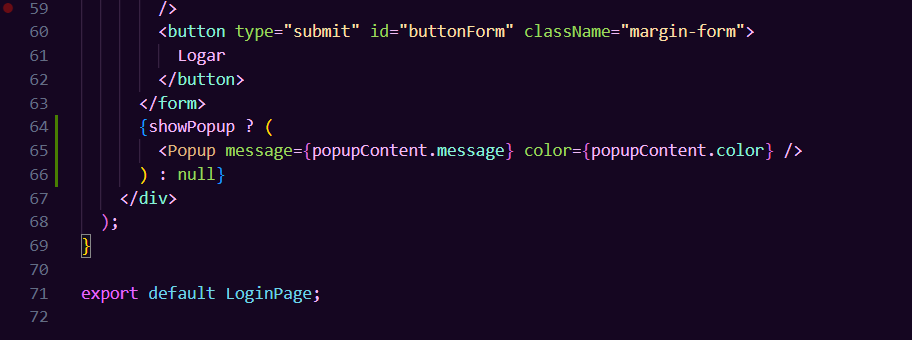 59 />
60 <button type="submit" id="buttonForm" className="margin-form">
61 Logar
62 </button>
63 </form>
64 {showPopup ? (
65 <Popup message={popupContent.message} color={popupContent.color} />
66 ) : null}
67 </div>
68 );
69 }
70
71 export default LoginPage;
72